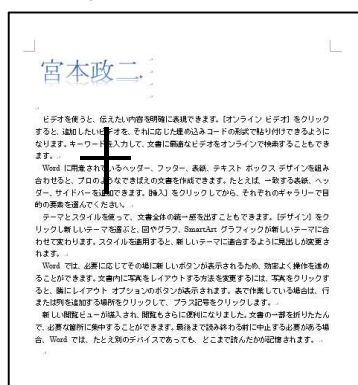 宮本政二
ビデオを使うと、伝えたい内容を明確に表現できます。[オンライン ビデオ] をクリック
すると、追加したいビデオを、それに応じた埋め込みコードの形式で貼り付けできるように
なります。キーワードを入力して、文書に最適なビデオをオンラインで検索することもでき
ます。
Word に用意されているヘッダー、フッター、表紙、テキスト ボックス デザインを組み
合わせると、プロのようなできばえの文書を作成できます。たとえば、一致する表紙、ヘッ
ダー、サイドバーを追加できます。[挿入] をクリックしてから、それぞれのギャラリーで目
的の要素を選んでください。
テーマとスタイルを使って、文書全体の統一感を出すこともできます。[デザイン] をク
リックし新しいテーマを選ぶと、図やグラフ、SmartArt グラフィックが新しいテーマに合
わせて変わります。スタイルを適用すると、新しいテーマに適合するように見出しが変更さ
れます。
Word では、必要に応じてその場に新しいボタンが表示されるため、効率よく操作を進め
ることができます。文書内に写真をレイアウトする方法を変更するには、写真をクリックす
ると、隣にレイアウト オプションのボタンが表示されます。表で作業している場合は、行
または列を追加する場所をクリックして、プラス記号をクリックします。
新しい閲覧ビューが導入され、閲覧もさらに便利になりました。文書の一部を折りたたん
で、必要な箇所に集中することができます。最後まで読み終わる前に中止する必要がある場
合、Word では、たとえ別のデバイスであっても、どこまで読んだかが記憶されます。